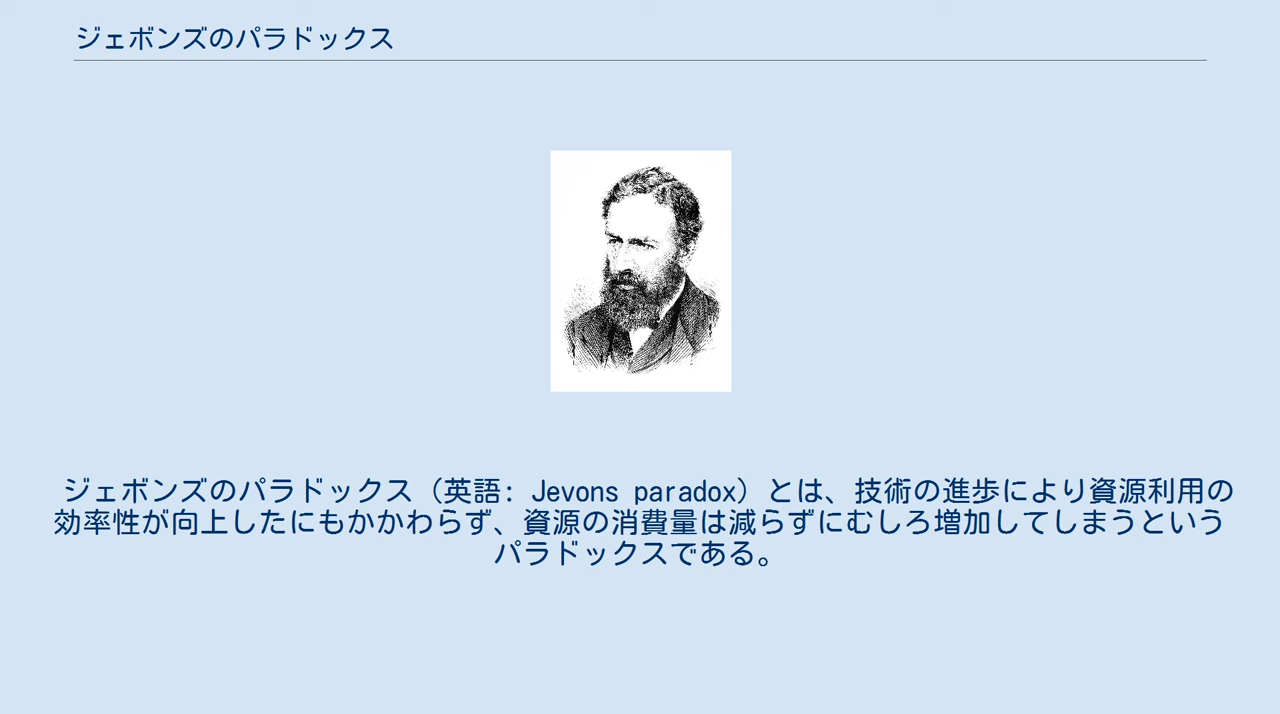 ジェボンズのパラドックス
ジェボンズのパラドックス（英語: Jevons paradox）とは、技術の進歩により資源利用の
効率性が向上したにもかかわらず、資源の消費量は減らずにむしろ増加してしまうという
パラドックスである。